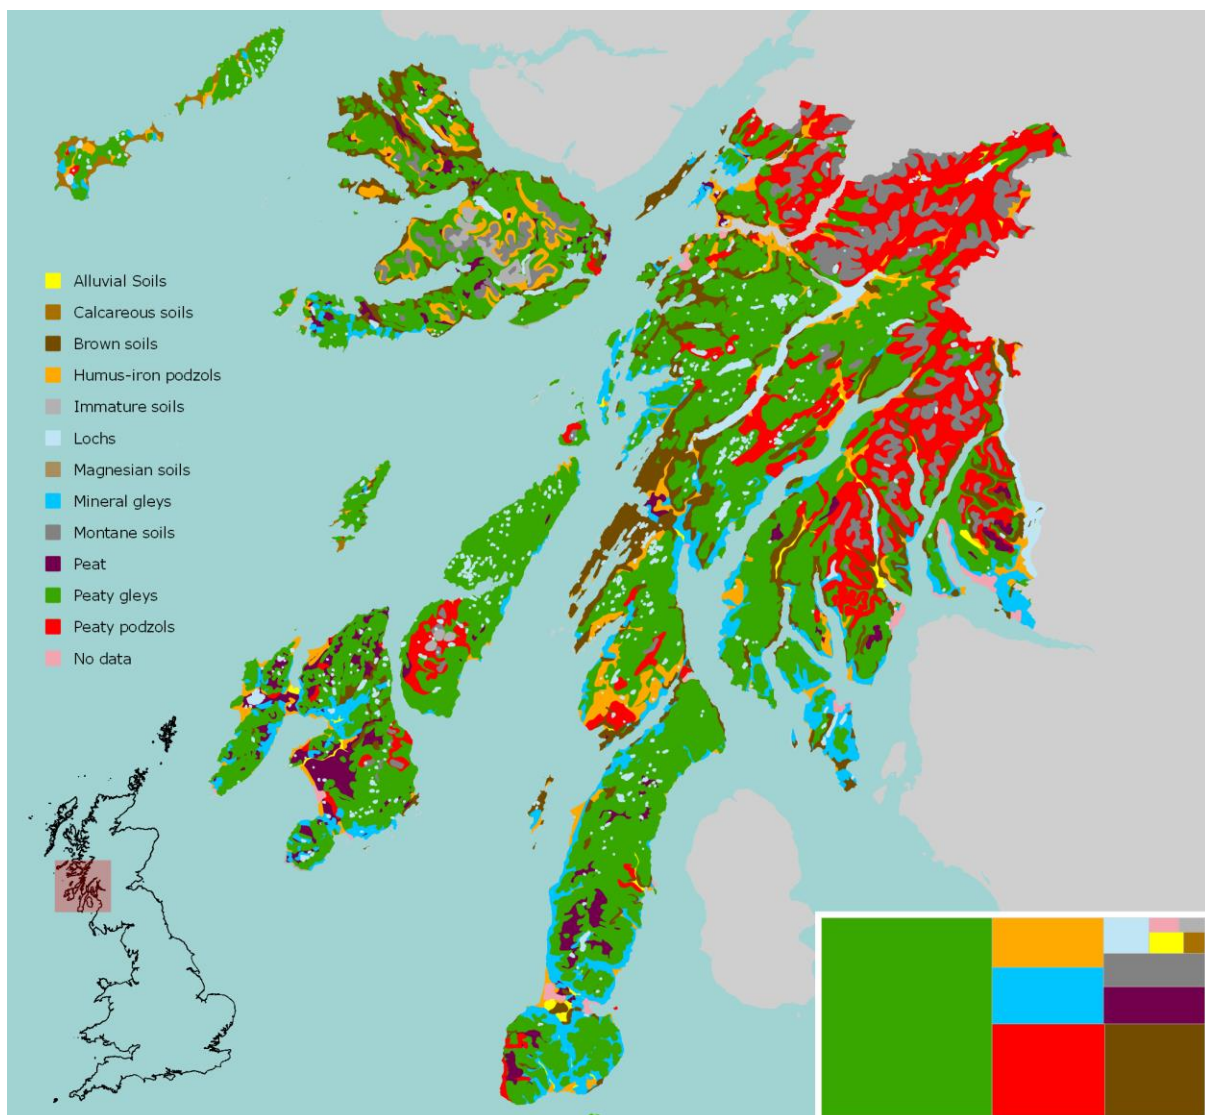 Alluvial Soils
Calcareous soils
Brown soils
Humus-iron podzols
Immature soils
Lochs
Magnesian soils
Mineral gleys
Montane soils
Peat
Peaty gleys
Peaty podzols
No data